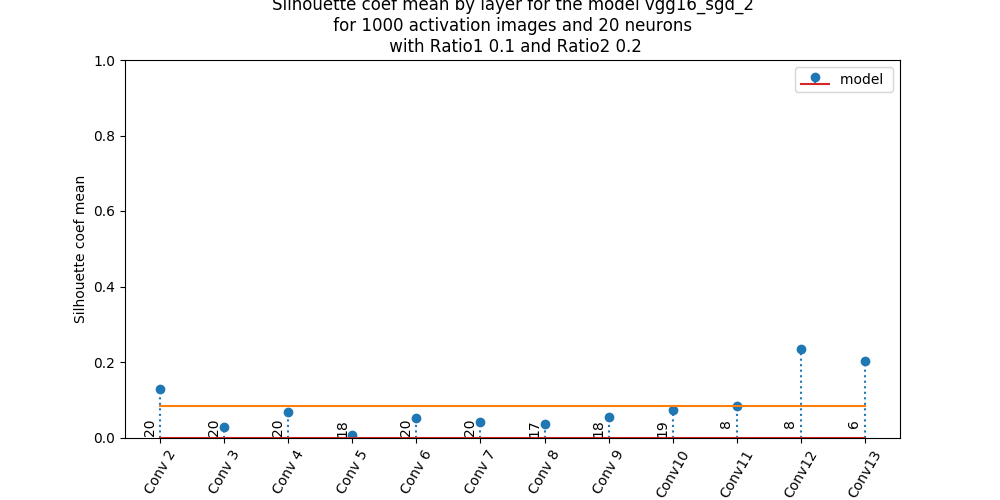 Silhouette coef mean by layer for the model vgg16_sgd_2
for 1000 activation images and 20 neurons
with Ratio1 0.1 and Ratio2 0.2
model
1.0
0.8
0.6
0.4
0.2
0.0
Silhouette coef mean
20
20
20
18
20
20
17
18
19
8
8
6
Conv 2
Conv 3
Conv 4
Conv 5
Conv 6
Conv 7
Conv 8
Conv 9
Conv10
Conv11
Conv12
Conv13